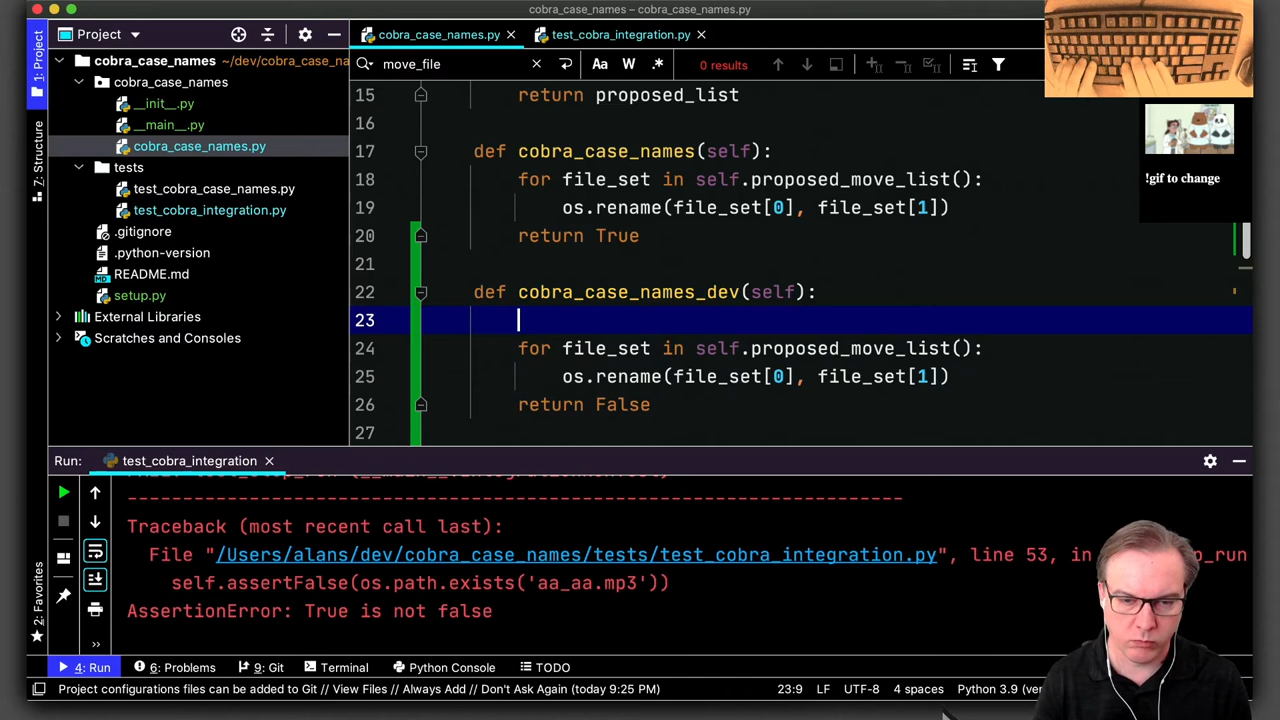 cobra_case_names – cobra_case_names.py
Project
cobra_case_names.py
test_cobra_integration.py
1: Project
cobra_case_names ~/dev/cobra_case_na
move_file
Aa W .* 0 results
cobra_case_names
__init__.py
__main__.py
cobra_case_names.py
tests
test_cobra_case_names.py
test_cobra_integration.py
.gitignore
.python-version
README.md
setup.py
External Libraries
Scratches and Consoles
7: Structure
15 return proposed_list
16
17 def cobra_case_names(self):
18 for file_set in self.proposed_move_list():
19 os.rename(file_set[0], file_set[1])
20 return True
21
22 def cobra_case_names_dev(self):
23
24 for file_set in self.proposed_move_list():
25 os.rename(file_set[0], file_set[1])
26 return False
27
!gif to change
Run: test_cobra_integration
----------------------------------------------------------------------
Traceback (most recent call last):
File "/Users/alans/dev/cobra_case_names/tests/test_cobra_integration.py", line 53, in
run
self.assertFalse(os.path.exists('aa_aa.mp3'))
AssertionError: True is not false
2: Favorites
4: Run 6: Problems 9: Git Terminal Python Console TODO
Project configurations files can be added to Git // View Files // Always Add // Don't Ask Again (today 9:25 PM) 23:9 LF UTF-8 4 spaces Python 3.9